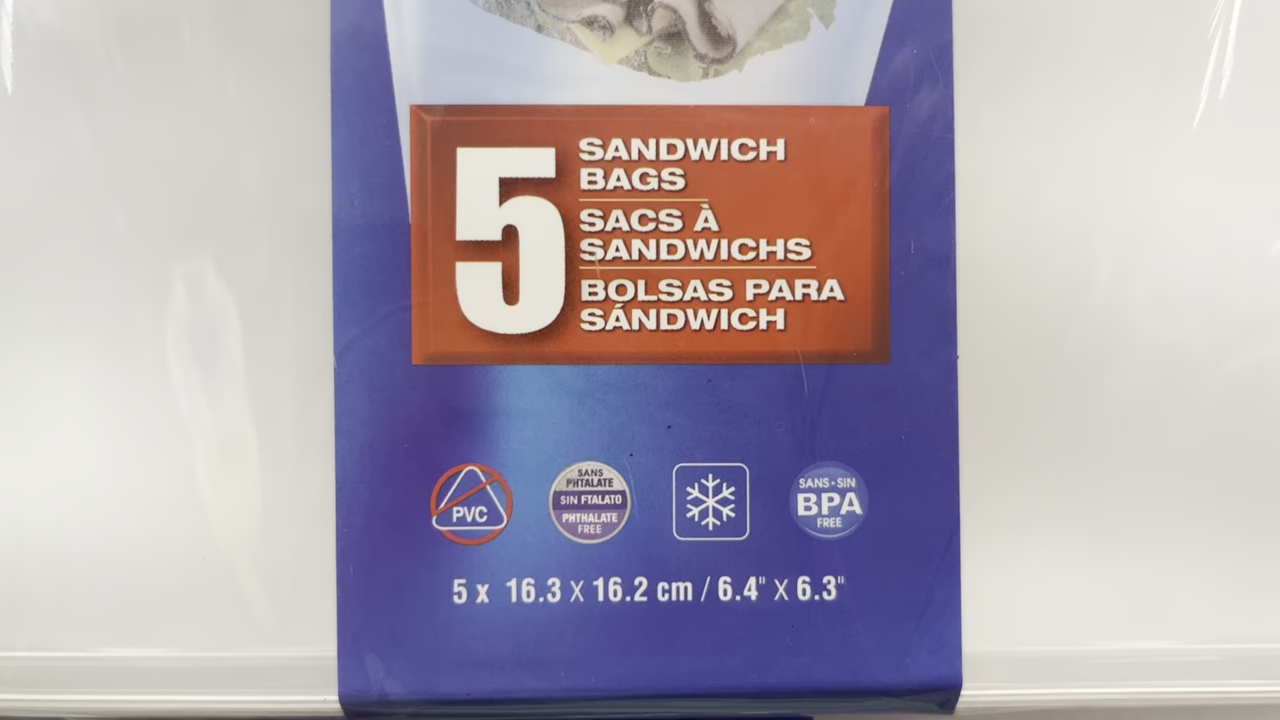 5
SANDWICH
BAGS
SACS À
SANDWICHS
BOLSAS PARA
SÁNDWICH
PVC
SANS
PHTALATE
SIN FTALATO
PHTHALATE
FREE
SANS • SIN
BPA
FREE
5 x 16.3 X 16.2 cm / 6.4" X 6.3"